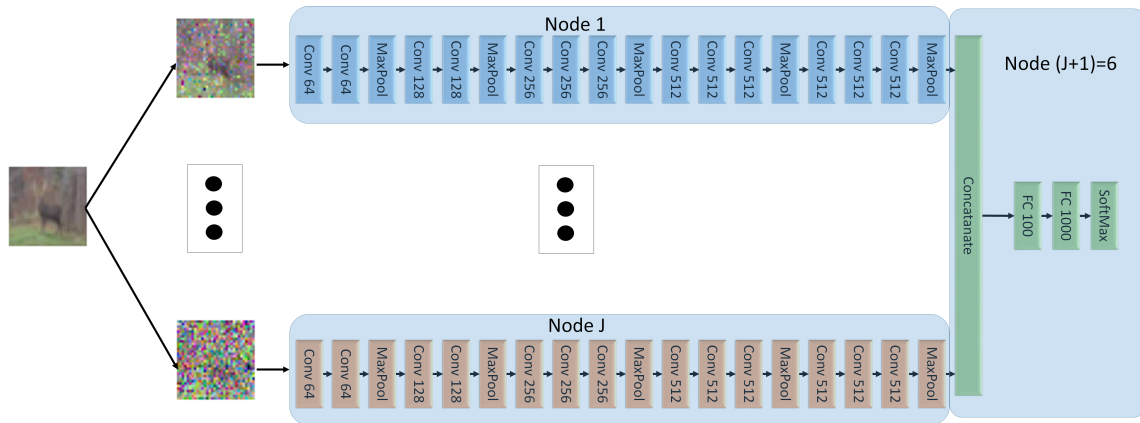 Node 1
Conv 64
Conv 64
MaxPool
Conv 128
Conv 128
MaxPool
Conv 256
Conv 256
Conv 256
MaxPool
Conv 512
Conv 512
Conv 512
MaxPool
Conv 512
Conv 512
Conv 512
MaxPool
Node (J+1)=6
Concatanate
FC 100
FC 1000
SoftMax
Node J
Conv 64
Conv 64
MaxPool
Conv 128
Conv 128
MaxPool
Conv 256
Conv 256
Conv 256
MaxPool
Conv 512
Conv 512
Conv 512
MaxPool
Conv 512
Conv 512
Conv 512
MaxPool